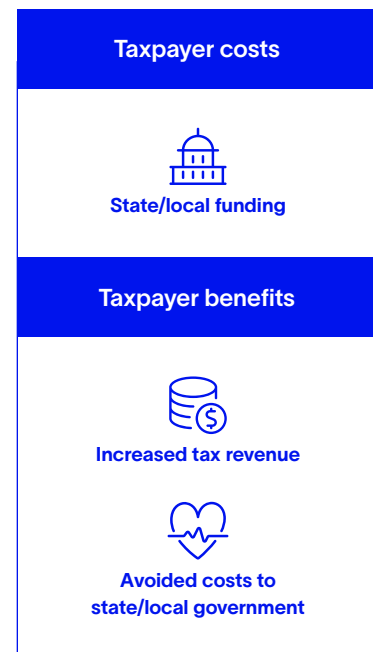 Taxpayer costs
State/local funding
Taxpayer benefits
$
Increased tax revenue
Avoided costs to
state/local government